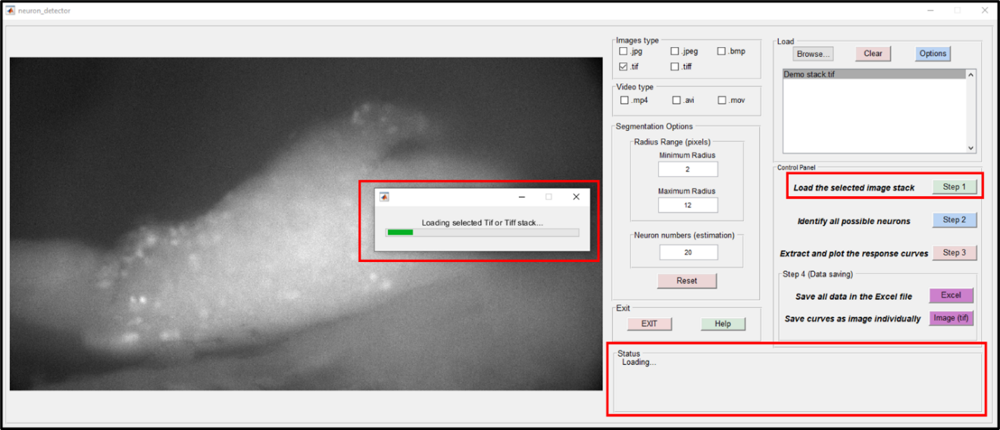 neuron_detector
Images type
.jpg
.jpeg
.bmp
.tif
.tiff
Video type
.mp4
.avi
.mov
Segmentation Options
Radius Range (pixels)
Minimum Radius
2
Maximum Radius
12
Neuron numbers (estimation)
20
Reset
Exit
EXIT
Help
Load
Browse...
Clear
Options
Demo stack.tif
Control Panel
Load the selected image stack
Step 1
Identify all possible neurons
Step 2
Extract and plot the response curves
Step 3
Step 4 (Data saving)
Save all data in the Excel file
Excel
Save curves as image individually
Image (tif)
Status
Loading...
Loading selected Tif or Tiff stack...